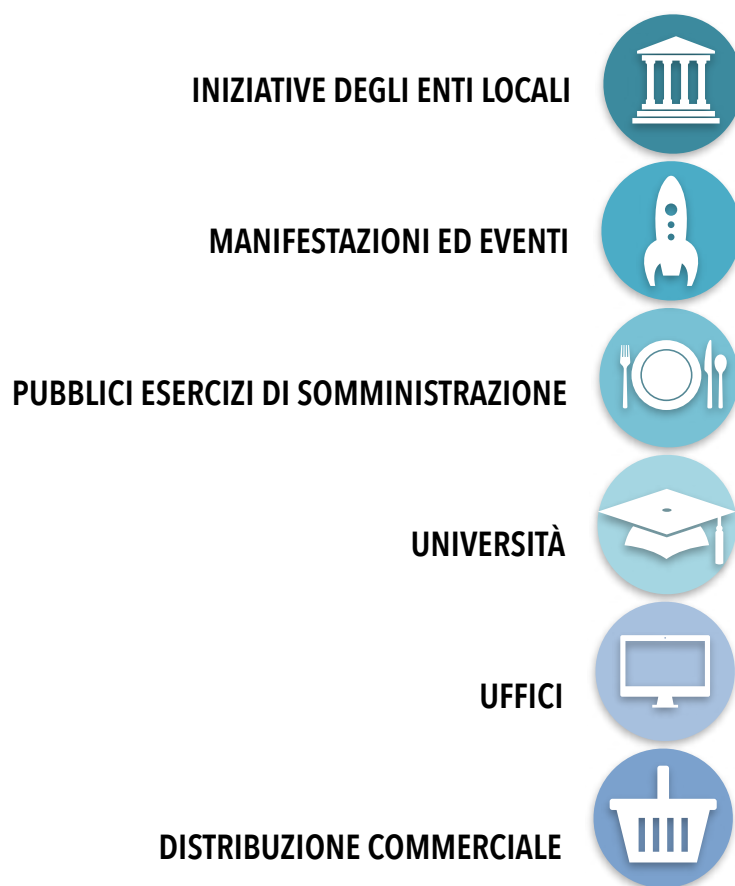 INIZIATIVE DEGLI ENTI LOCALI
MANIFESTAZIONI ED EVENTI
PUBBLICI ESERCIZI DI SOMMINISTRAZIONE
UNIVERSITÀ
UFFICI
DISTRIBUZIONE COMMERCIALE